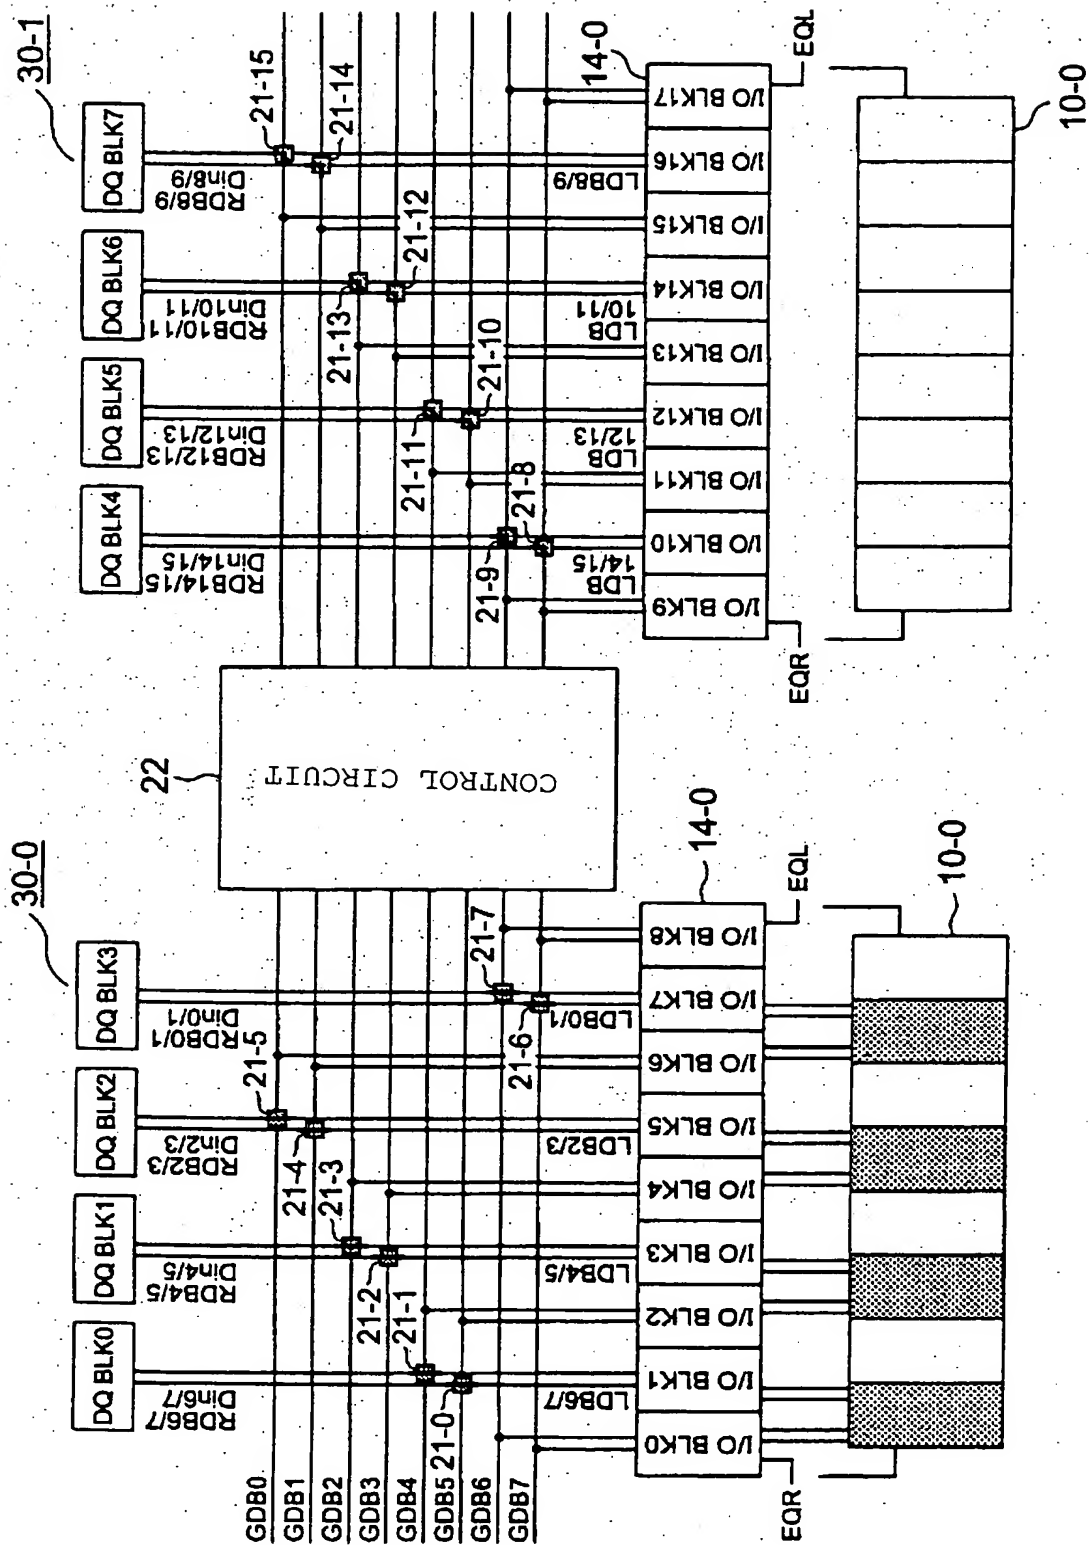 30-0
30-1
DQ BLK0
DQ BLK1
DQ BLK2
DQ BLK3
DQ BLK4
DQ BLK5
DQ BLK6
DQ BLK7
Din6/7
RDB6/7
Din4/5
RDB4/5
Din2/3
RDB2/3
Din0/1
RDB0/1
Din14/15
RDB14/15
Din12/13
RDB12/13
Din10/11
RDB10/11
Din8/9
RDB8/9
GDB0
GDB1
GDB2
GDB3
GDB4
GDB5
GDB6
GDB7
21-0
21-1
21-2
21-3
21-4
21-5
21-6
21-7
22
CONTROL CIRCUIT
21-8
21-9
21-10
21-11
21-12
21-13
21-14
21-15
LDB6/7
LDB4/5
LDB2/3
LDB0/1
LDB
14/15
LDB
12/13
LDB
10/11
LDB8/9
14-0
14-0
I/O BLK0
I/O BLK1
I/O BLK2
I/O BLK3
I/O BLK4
I/O BLK5
I/O BLK6
I/O BLK7
I/O BLK8
I/O BLK9
I/O BLK10
I/O BLK11
I/O BLK12
I/O BLK13
I/O BLK14
I/O BLK15
I/O BLK16
I/O BLK17
EQR
EQL
EQR
EQL
10-0
10-0